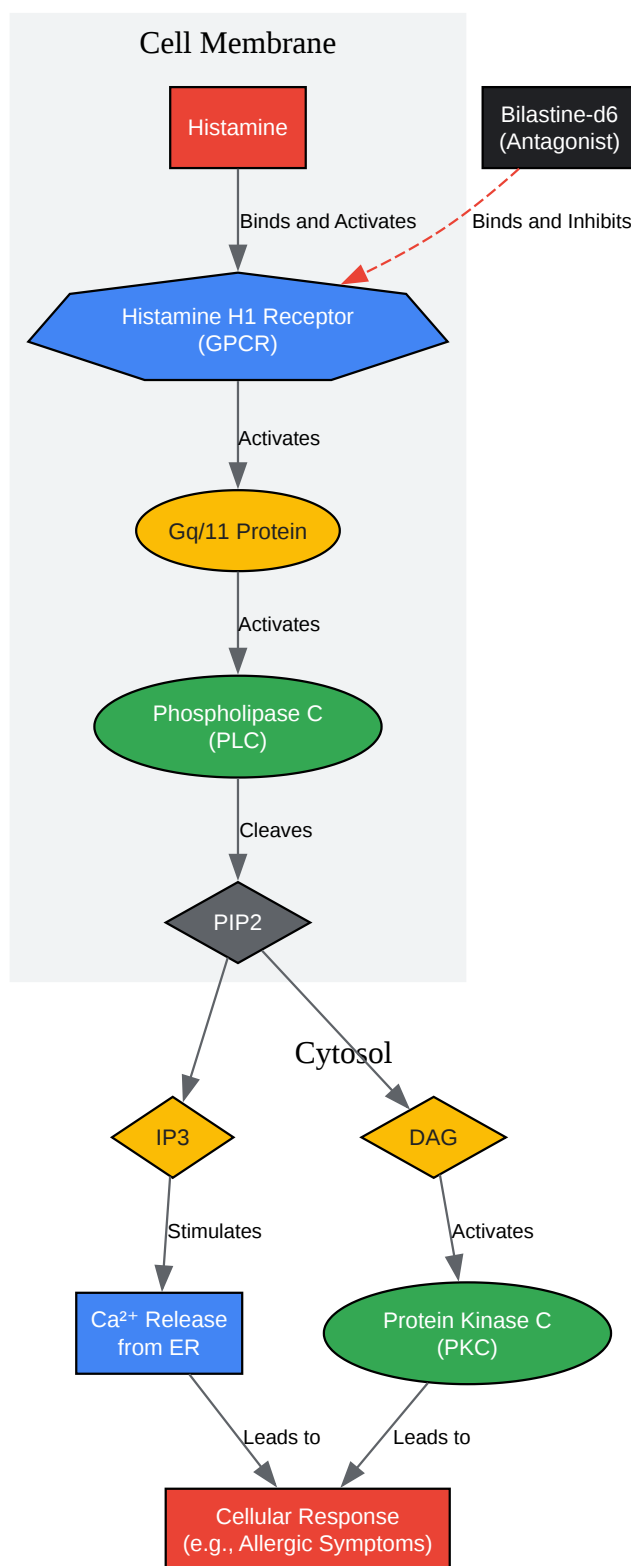 Cell Membrane
Histamine
Bilastine-d6
(Antagonist)
Binds and Activates
Binds and Inhibits
Histamine H1 Receptor
(GPCR)
Activates
Gq/11 Protein
Activates
Phospholipase C
(PLC)
Cleaves
PIP2
Cytosol
IP3
DAG
Stimulates
Activates
Ca²⁺ Release
from ER
Protein Kinase C
(PKC)
Leads to
Leads to
Cellular Response
(e.g., Allergic Symptoms)